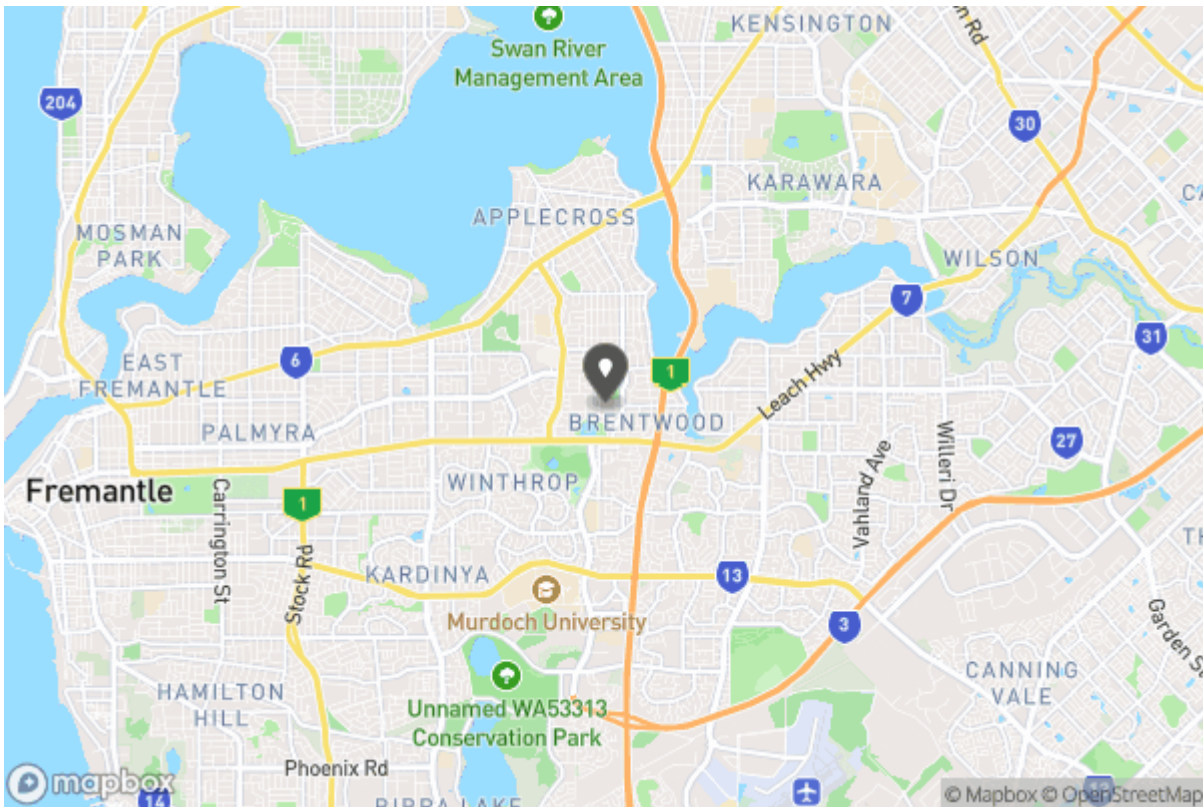 KENSINGTON
Swan River
Management Area
204
30
KARAWARA
APPLECROSS
MOSMAN
PARK
WILSON
7
31
6
EAST
FREMANTLE
1
Leach Hwy
BRENTWOOD
PALMYRA
27
Willeri Dr
Vahland Ave
WINTHROP
Fremantle
Carrington St
1
Stock Rd
KARDINYA
13
Murdoch University
3
CANNING
VALE
HAMILTON
HILL
Unnamed WA53313
Conservation Park
Phoenix Rd
mapbox
14
© Mapbox © OpenStreetMap